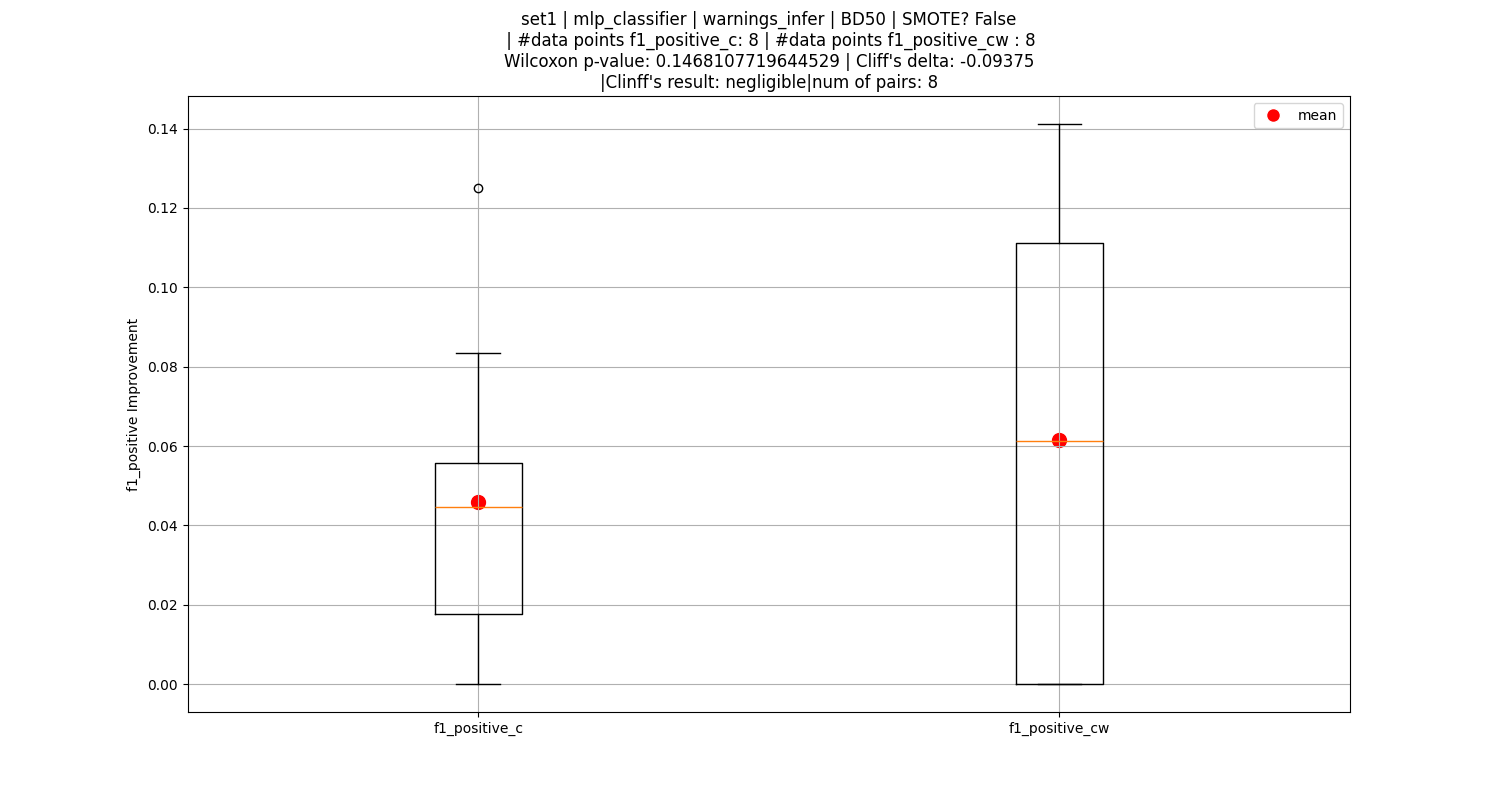 set1 | mlp_classifier | warnings_infer | BD50 | SMOTE? False
| #data points f1_positive_c: 8 | #data points f1_positive_cw : 8
Wilcoxon p-value: 0.1468107719644529 | Cliff's delta: -0.09375
|Clinff's result: negligible|num of pairs: 8
mean
0.14
0.12
0.10
0.08
0.06
0.04
0.02
0.00
f1_positive Improvement
f1_positive_c
f1_positive_cw